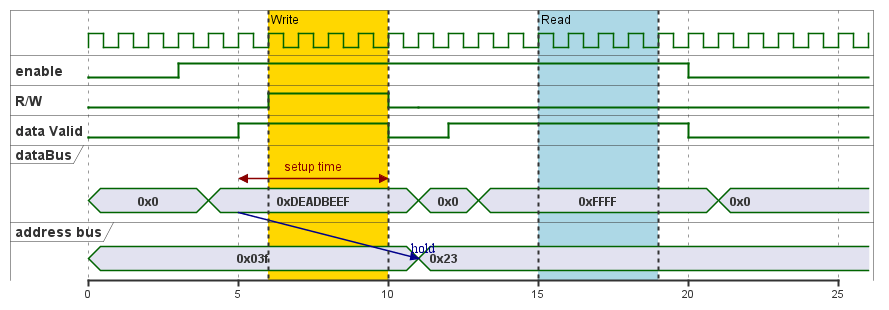 Write
Read
enable
R/W
data Valid
dataBus
setup time
0x0
0xDEADBEEF
0x0
0xFFFF
0x0
address bus
hold
0x03f
0x23
0 5 10 15 20 25